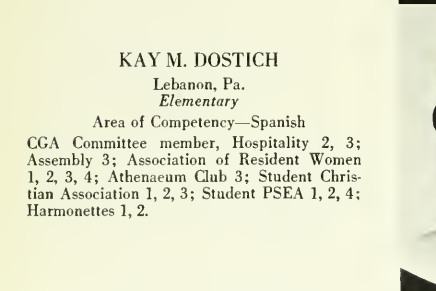 KAY M. DOSTICH
Lebanon, Pa.
Elementary
Area of Competency—Spanish
CGA Committee member, Hospitality 2, 3;
Assembly 3; Association of Resident Women
1, 2, 3, 4; Athenaeum Club 3; Student Chris-
tian Association 1, 2, 3; Student PSEA 1, 2, 4;
Harmonettes 1, 2.